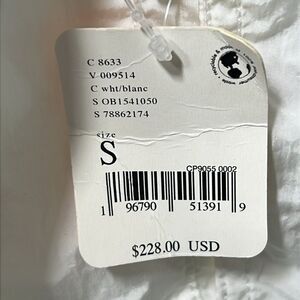 C 8633
V 009514
C wht/blanc
S OB1541050
S 78862174
size
S
CP9055 0002
1 96790 51391 9
$228.00 USD